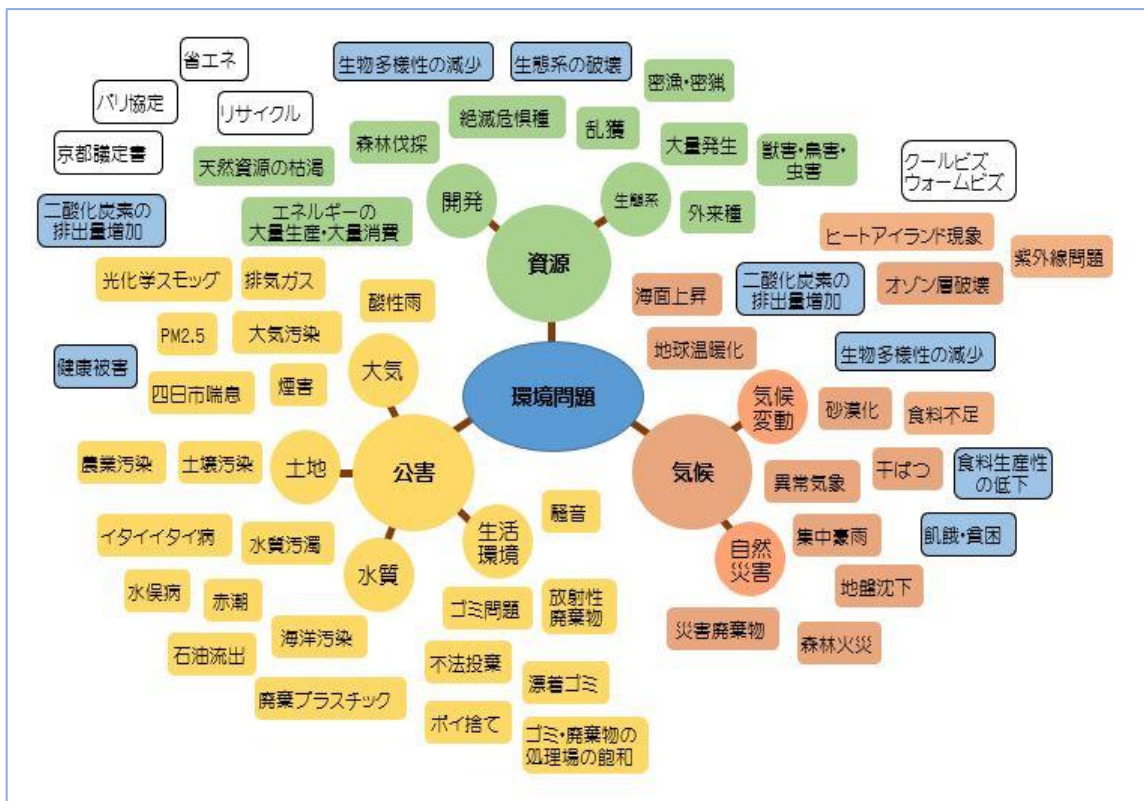 省エネ
生物多様性の減少
生態系の破壊
密漁・密猟
パリ協定
リサイクル
絶滅危惧種
乱獲
京都議定書
森林伐採
大量発生
獣害・鳥害・
虫害
クールビズ
ウォームビズ
天然資源の枯渇
開発
生態系
二酸化炭素の
排出量増加
エネルギーの
大量生産・大量消費
外来種
ヒートアイランド現象
紫外線問題
資源
光化学スモッグ
排気ガス
酸性雨
海面上昇
二酸化炭素の
排出量増加
オゾン層破壊
PM2.5
大気汚染
地球温暖化
生物多様性の減少
健康被害
大気
四日市喘息
煙害
環境問題
気候
変動
砂漠化
食料不足
農業汚染
土壌汚染
土地
公害
気候
異常気象
干ばつ
食料生産性
の低下
イタイイタイ病
水質汚濁
水質
生活
環境
騒音
自然
災害
集中豪雨
飢餓・貧困
水俣病
赤潮
ゴミ問題
放射性
廃棄物
地盤沈下
石油流出
海洋汚染
災害廃棄物
森林火災
不法投棄
漂着ゴミ
廃棄プラスチック
ポイ捨て
ゴミ・廃棄物の
処理場の飽和